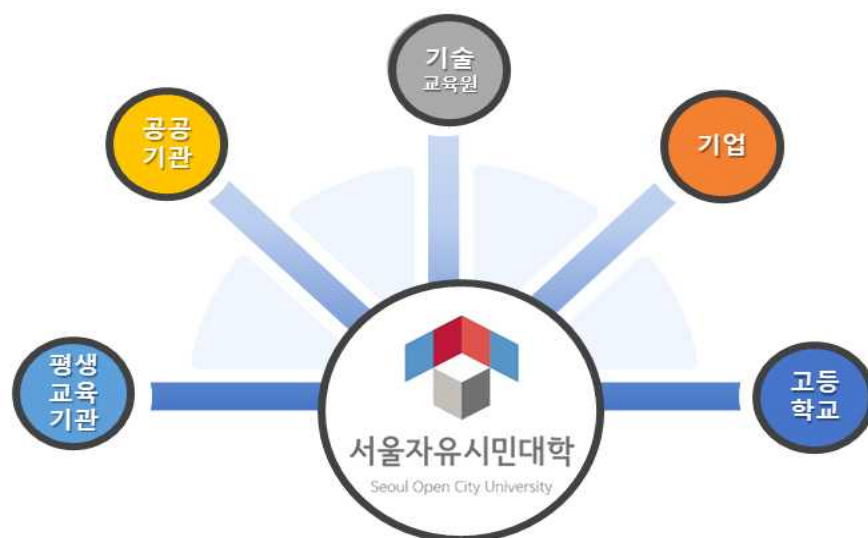 기술
교육원
공공
기관
기업
평생
교육
기관
고등
학교
서울자유시민대학
Seoul Open City University